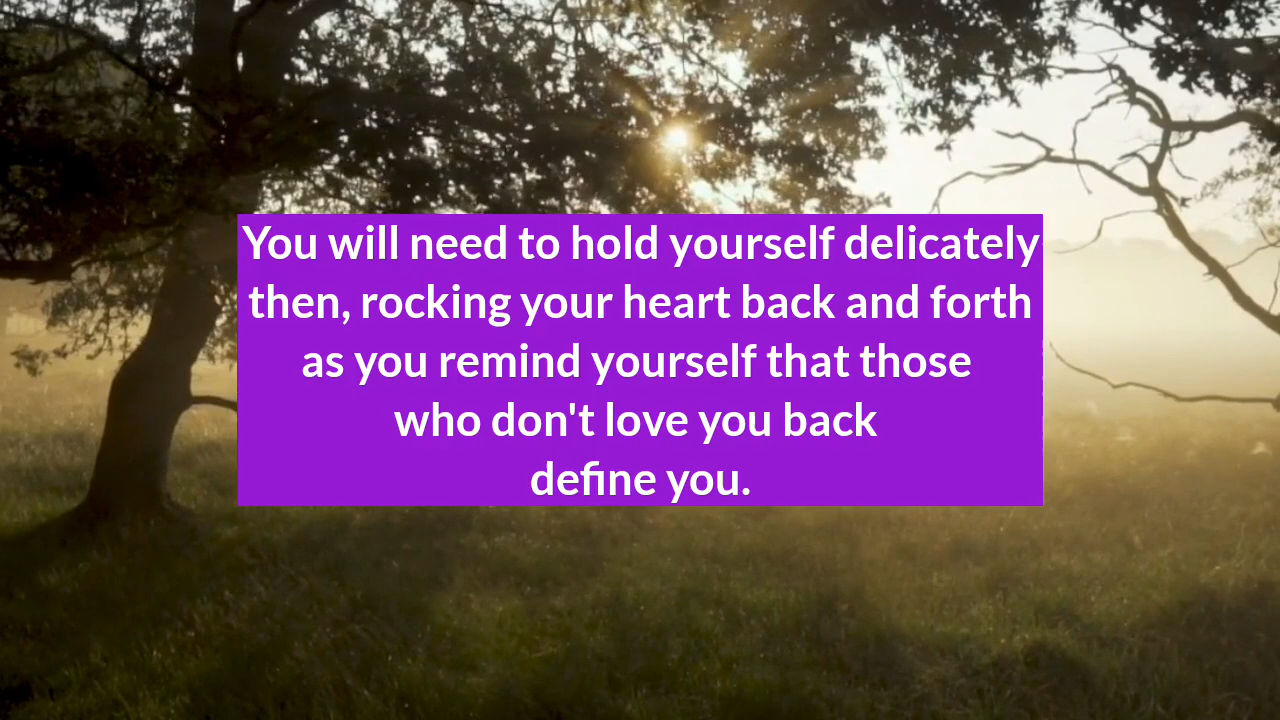 You will need to hold yourself delicately
then, rocking your heart back and forth
as you remind yourself that those
who don't love you back
define you.